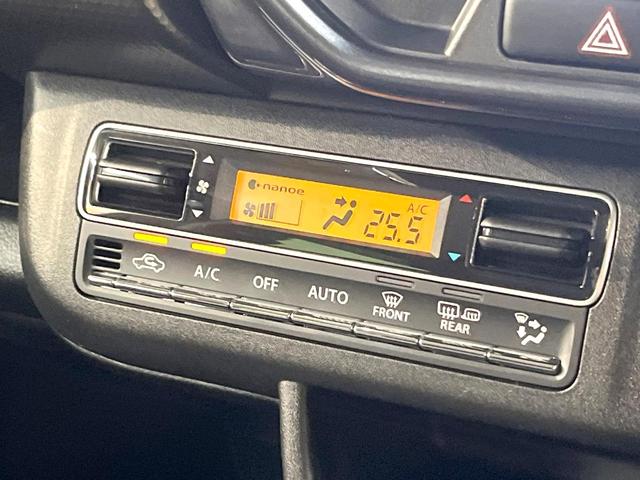 nanoe
A/C
25.5
A/C
OFF
AUTO
FRONT
REAR